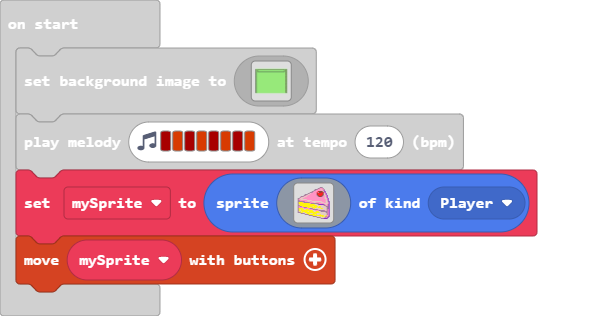 on start
set background image to
play melody at tempo 120 (bpm)
set mySprite to sprite of kind Player
move mySprite with buttons